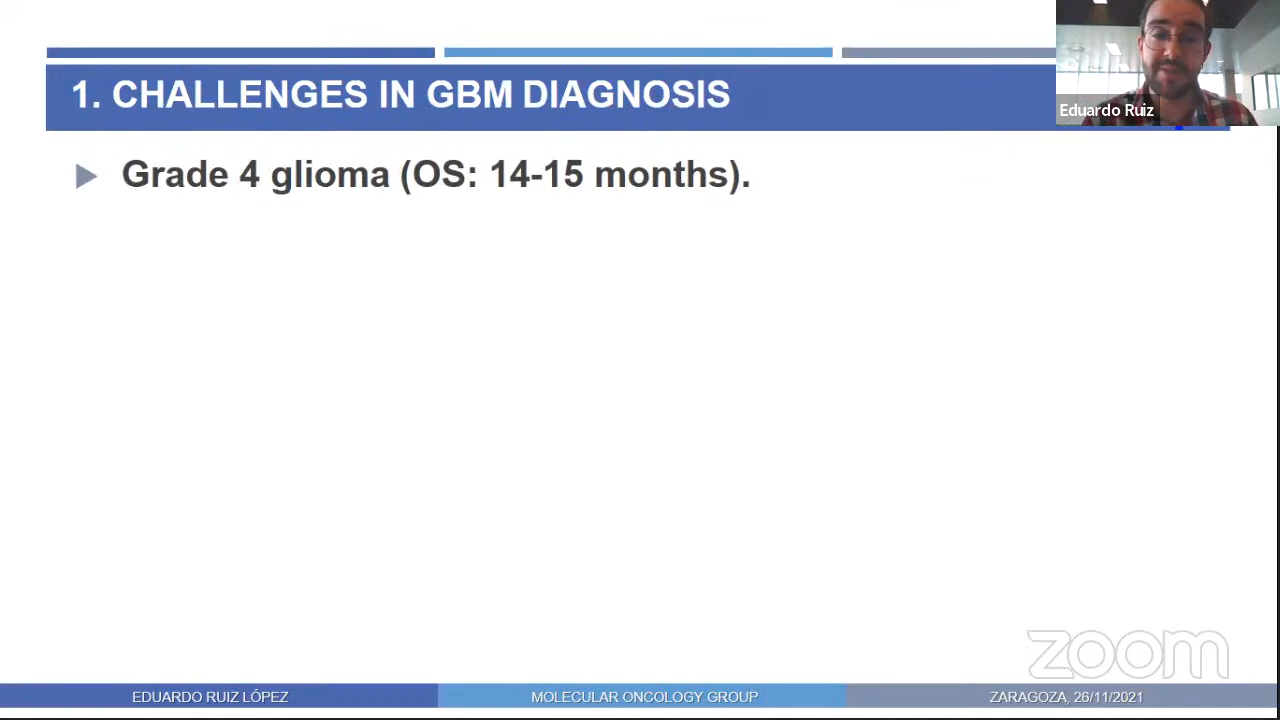 1. CHALLENGES IN GBM DIAGNOSIS
Eduardo Ruiz
Grade 4 glioma (OS: 14-15 months).
zoom
EDUARDO RUIZ LÓPEZ
MOLECULAR ONCOLOGY GROUP
ZARAGOZA, 26/11/2021